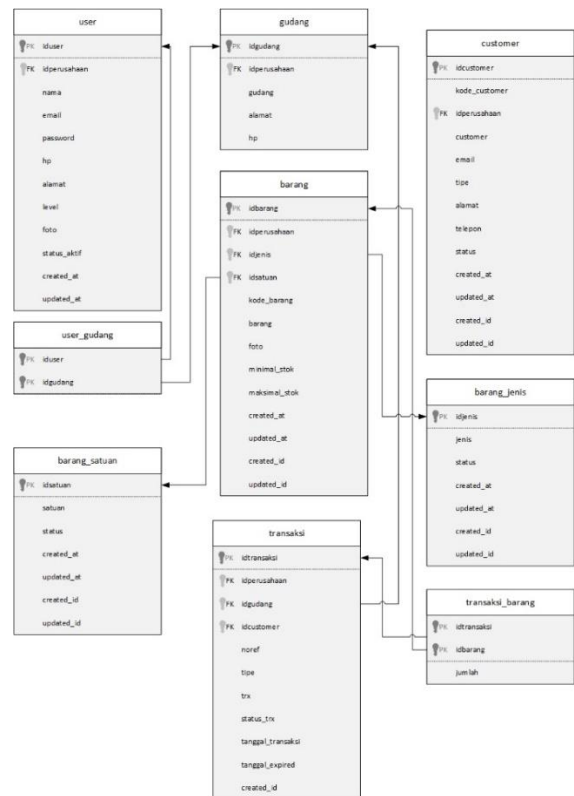 user
PK iduser
FK idperusahaan
nama
email
password
hp
alamat
level
foto
status_aktif
created_at
updated_at
user_gudang
PK iduser
PK idgudang
barang_satuan
PK idsatuan
satuan
status
created_at
updated_at
created_id
updated_id
gudang
PK idgudang
FK idperusahaan
gudang
alamat
hp
barang
PK idbarang
FK idperusahaan
FK idjenis
FK idsatuan
kode_barang
barang
foto
minimal_stok
maksimal_stok
created_at
updated_at
created_id
updated_id
transaksi
PK idtransaksi
FK idperusahaan
FK idgudang
FK idcustomer
noref
tipe
trx
status_trx
tanggal_transaksi
tanggal_expired
created_id
customer
PK idcustomer
kode_customer
FK idperusahaan
customer
email
tipe
alamat
telepon
status
created_at
updated_at
created_id
updated_id
barang_jenis
PK idjenis
jenis
status
created_at
updated_at
created_id
updated_id
transaksi_barang
PK idtransaksi
PK idbarang
jumlah